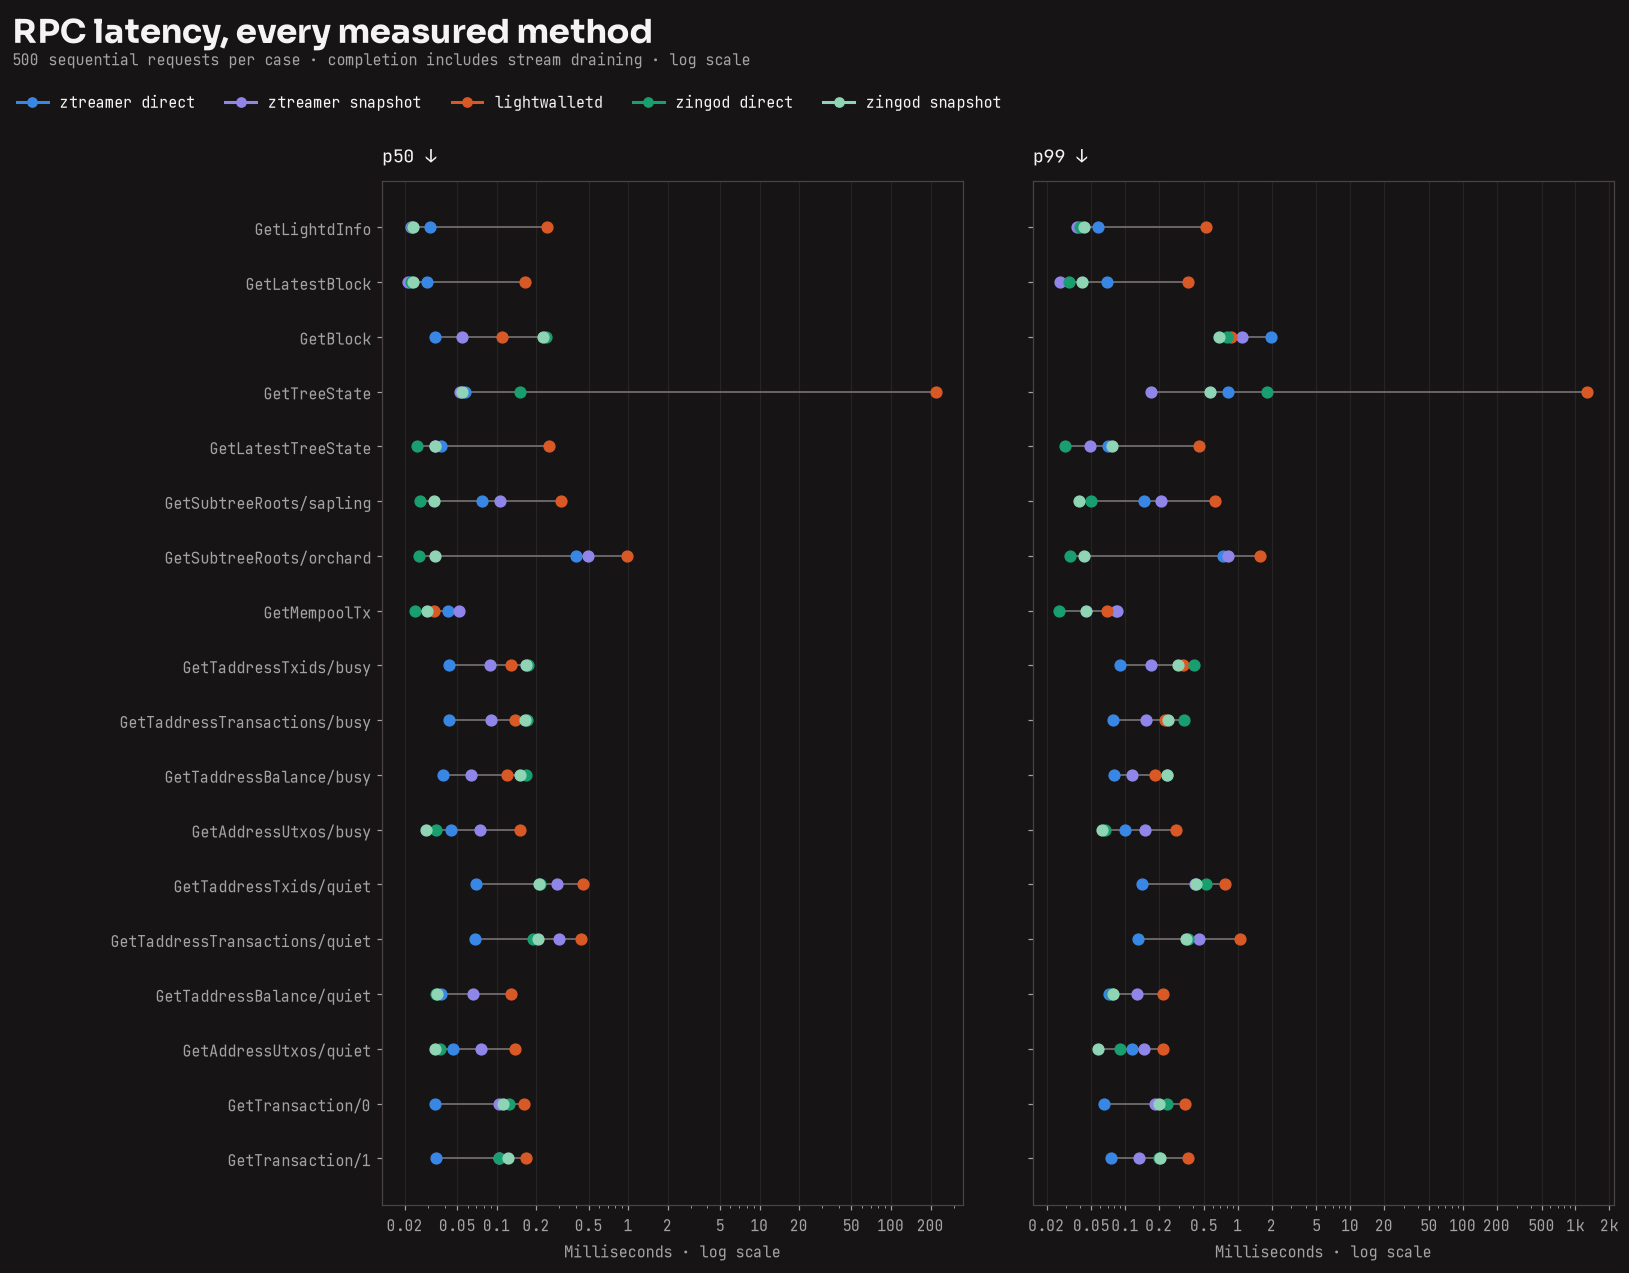 RPC latency, every measured method
500 sequential requests per case · completion includes stream draining · log scale
ztreamer direct
ztreamer snapshot
lightwalletd
zingod direct
zingod snapshot
p50 ↓
p99 ↓
GetLightdInfo
GetLatestBlock
GetBlock
GetTreeState
GetLatestTreeState
GetSubtreeRoots/sapling
GetSubtreeRoots/orchard
GetMempoolTx
GetTaddressTxids/busy
GetTaddressTransactions/busy
GetTaddressBalance/busy
GetAddressUtxos/busy
GetTaddressTxids/quiet
GetTaddressTransactions/quiet
GetTaddressBalance/quiet
GetAddressUtxos/quiet
GetTransaction/0
GetTransaction/1
0.02 0.05 0.1 0.2 0.5 1 2 5 10 20 50 100 200
0.02 0.05 0.1 0.2 0.5 1 2 5 10 20 50 100 200 500 1k 2k
Milliseconds · log scale
Milliseconds · log scale